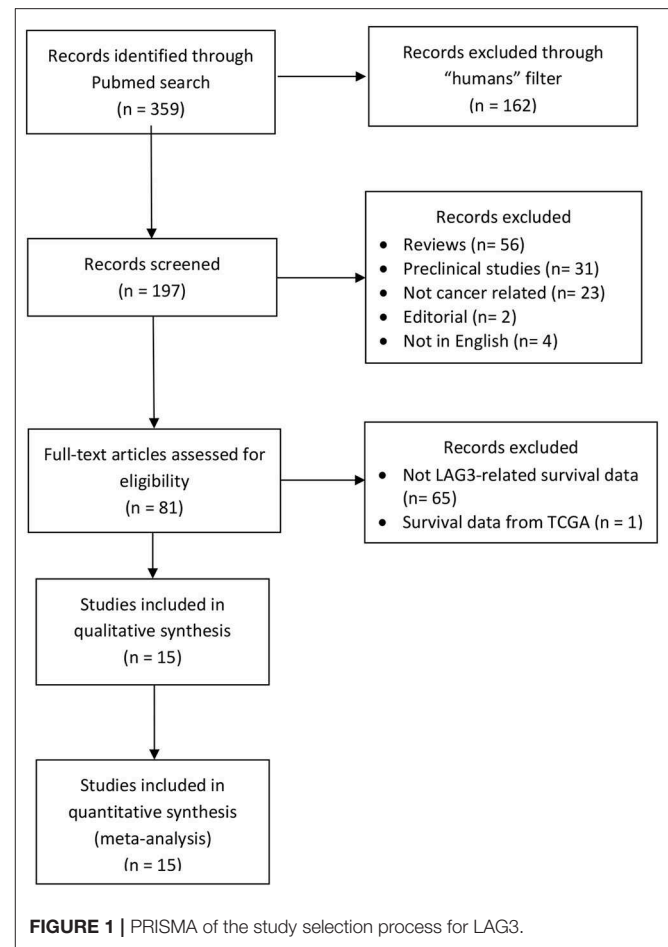 Records identified through
Pubmed search
(n = 359)
Records excluded through
“humans” filter
(n = 162)
Records screened
(n = 197)
Records excluded
• Reviews (n= 56)
• Preclinical studies (n= 31)
• Not cancer related (n= 23)
• Editorial (n= 2)
• Not in English (n= 4)
Full-text articles assessed for
eligibility
(n = 81)
Records excluded
• Not LAG3-related survival data
(n= 65)
• Survival data from TCGA (n = 1)
Studies included in
qualitative synthesis
(n = 15)
Studies included in
quantitative synthesis
(meta-analysis)
(n = 15)
FIGURE 1 | PRISMA of the study selection process for LAG3.